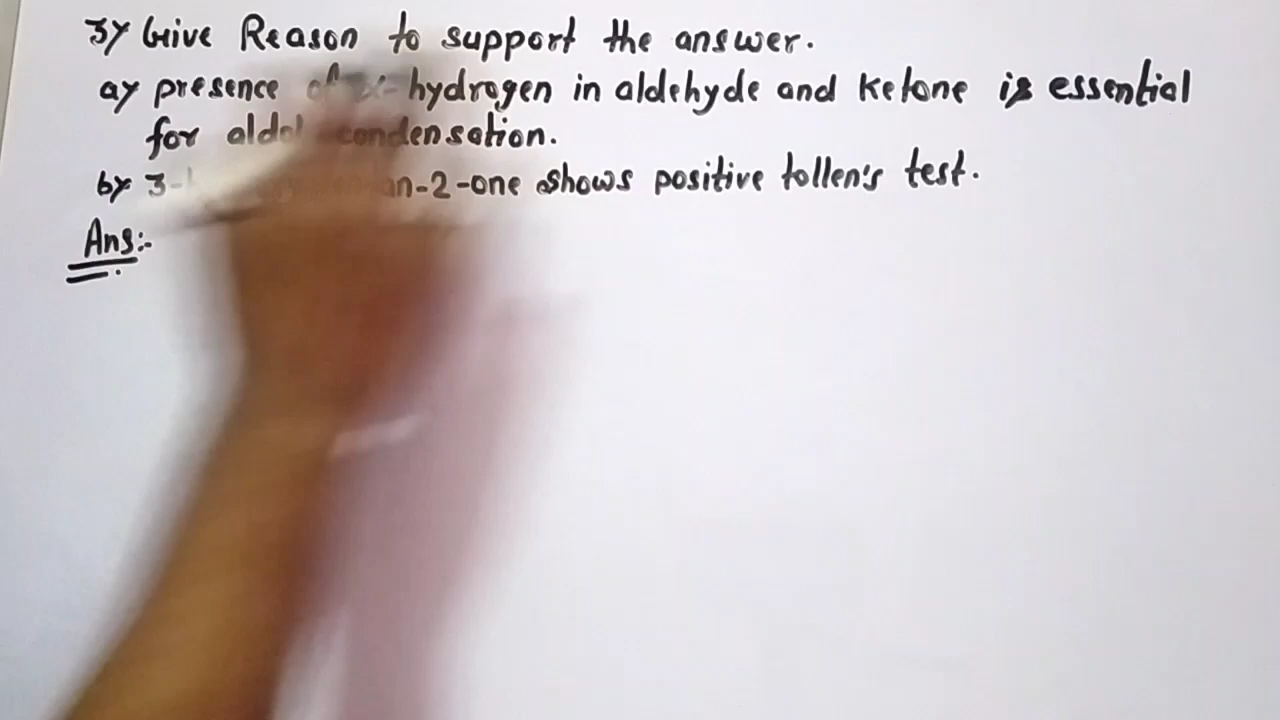 3) Give Reason to support the answer.
a) presence of α-hydrogen in aldehyde and ketone is essential
for aldol condensation.
b) 3- an-2-one shows positive tollen's test.
Ans:-